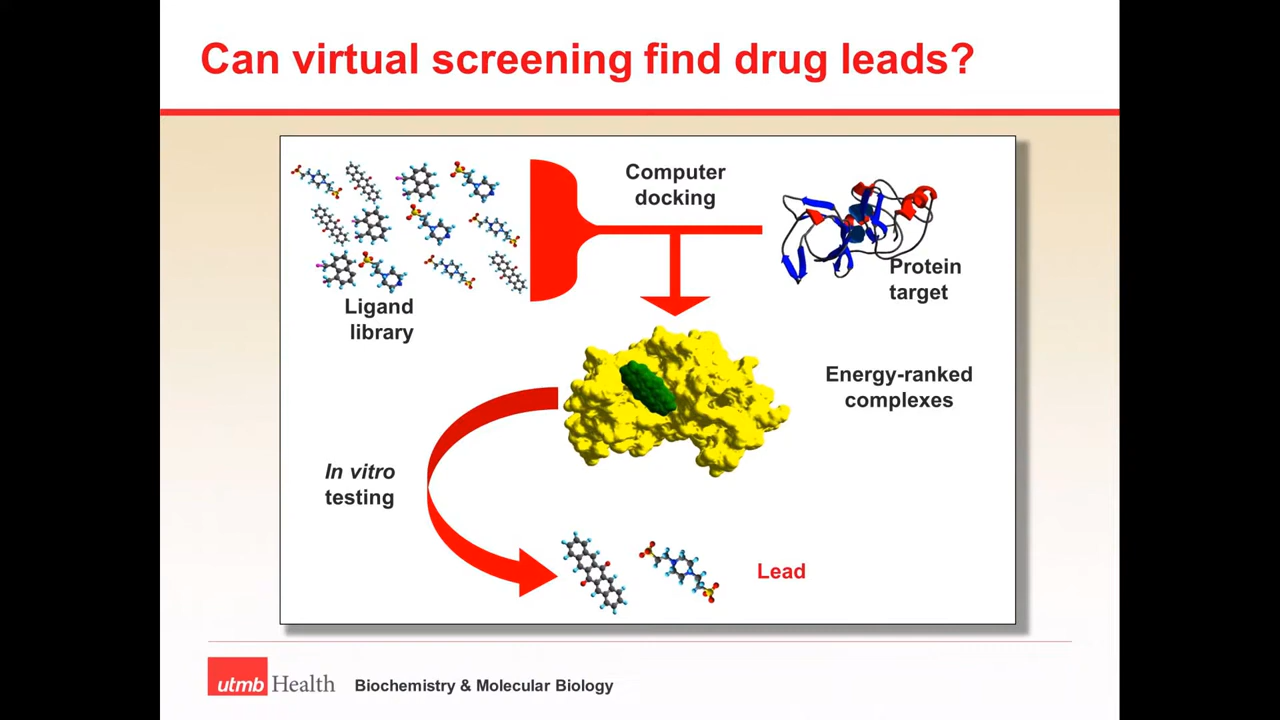 Can virtual screening find drug leads?
Computer
docking
Protein
target
Ligand
library
Energy-ranked
complexes
In vitro
testing
Lead
utmb Health
Biochemistry & Molecular Biology